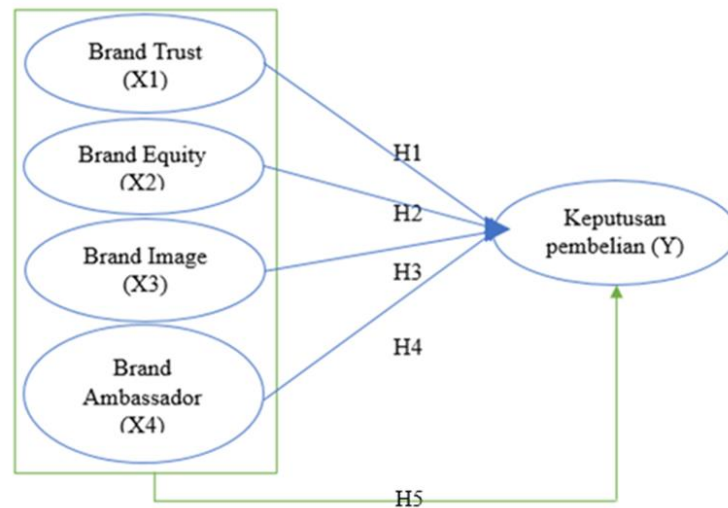 Brand Trust
(X1)
Brand Equity
(X2)
Brand Image
(X3)
Brand
Ambassador
(X4)
H1
H2
H3
H4
H5
Keputusan
pembelian (Y)